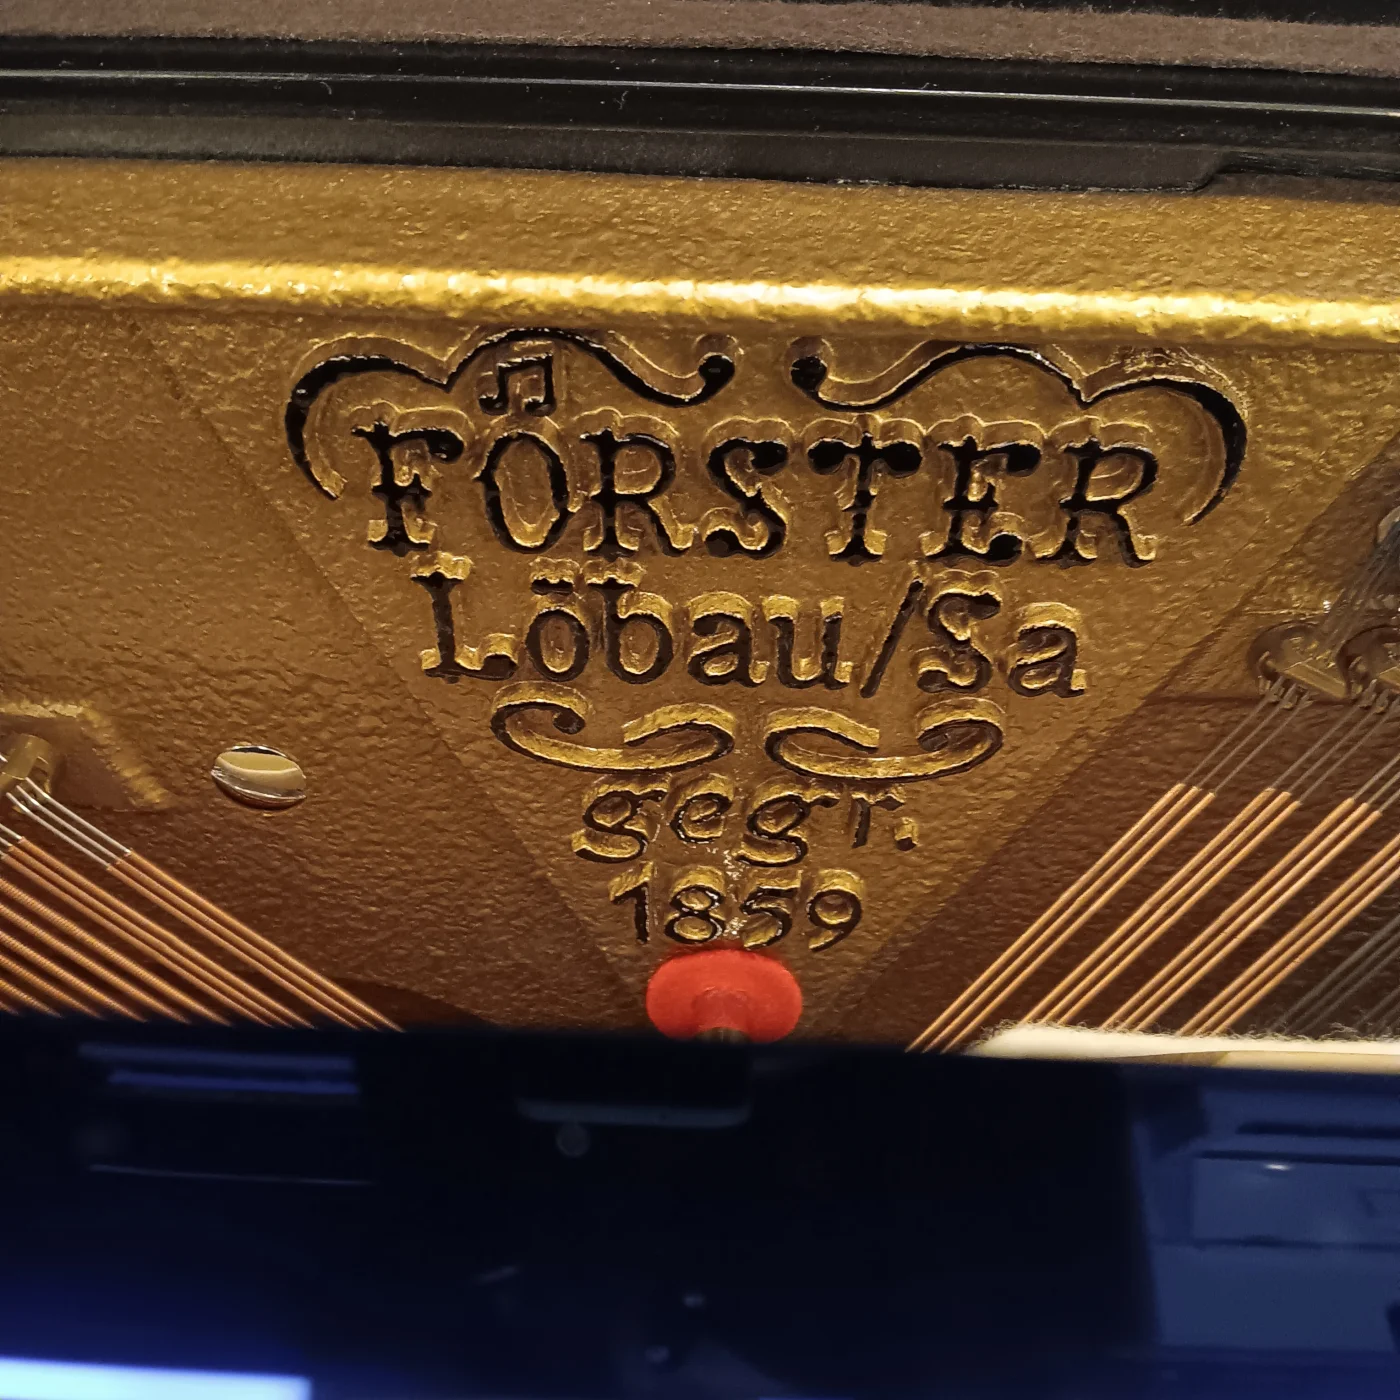 FÖRSTER
Löbau/Sa
gegr.
1859